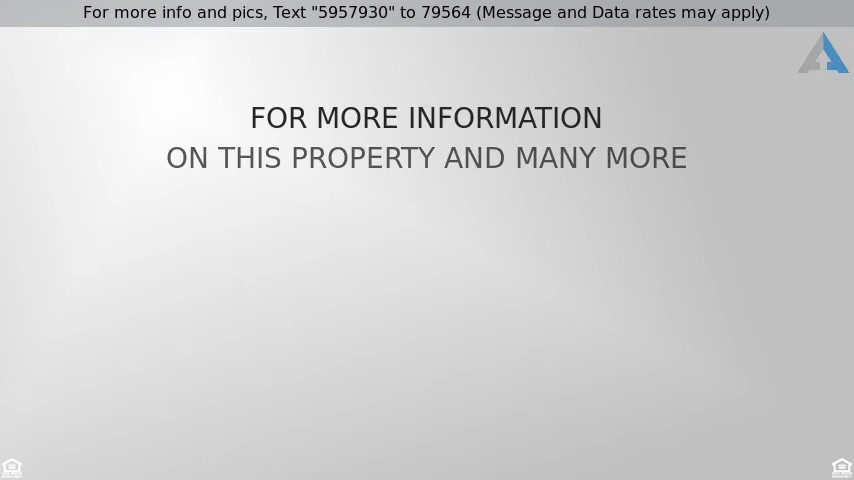 For more info and pics, Text "5957930" to 79564 (Message and Data rates may apply)
FOR MORE INFORMATION
ON THIS PROPERTY AND MANY MORE